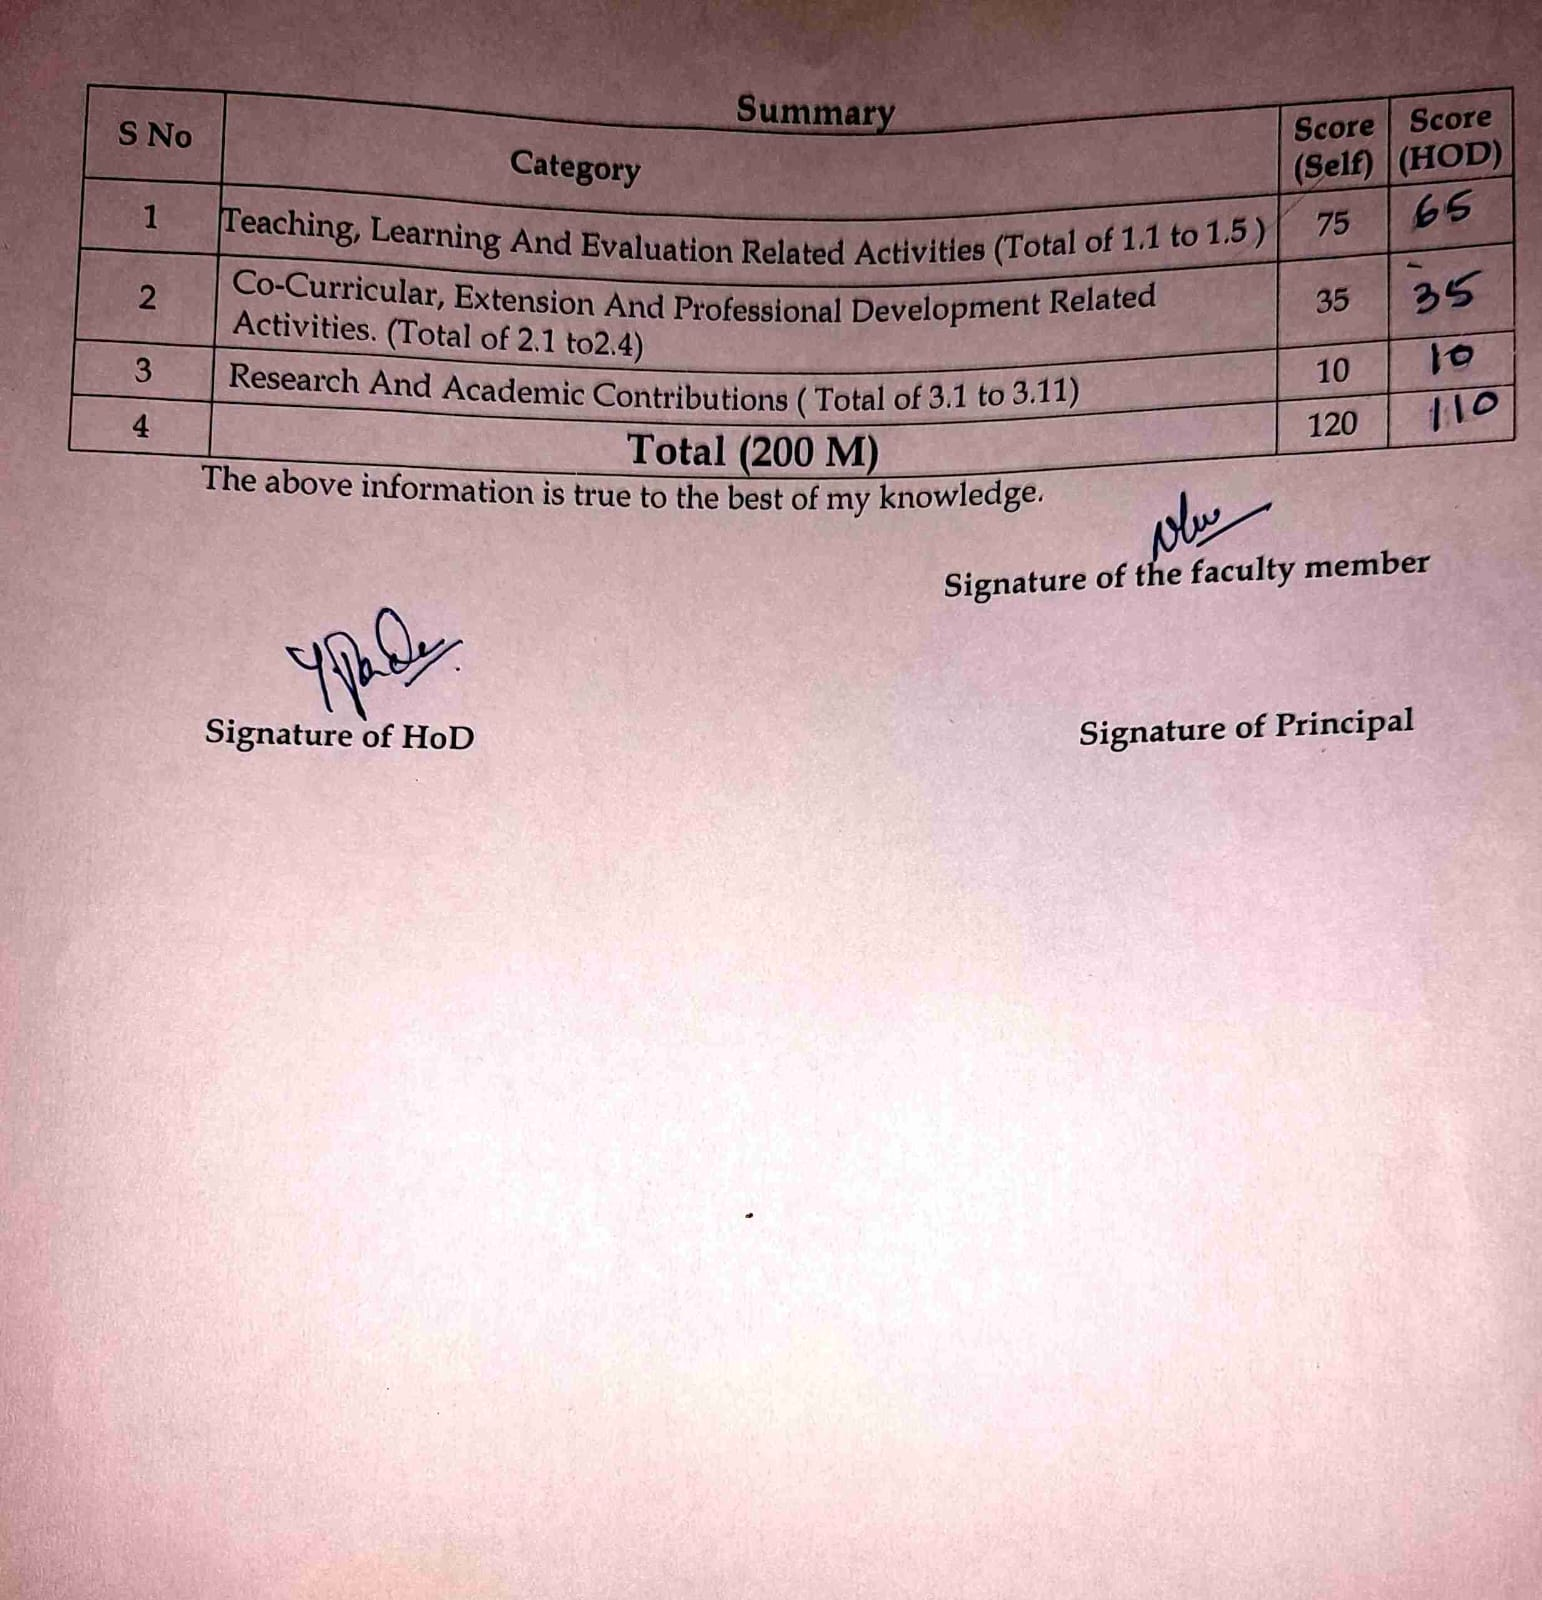 Summary
S No Category Score (Self) Score (HOD)
1 Teaching, Learning And Evaluation Related Activities (Total of 1.1 to 1.5 ) 75 65
2 Co-Curricular, Extension And Professional Development Related
Activities. (Total of 2.1 to2.4) 35 35
3 Research And Academic Contributions ( Total of 3.1 to 3.11) 10 10
4 Total (200 M) 120 110
The above information is true to the best of my knowledge.
Signature of the faculty member
Signature of HoD
Signature of Principal